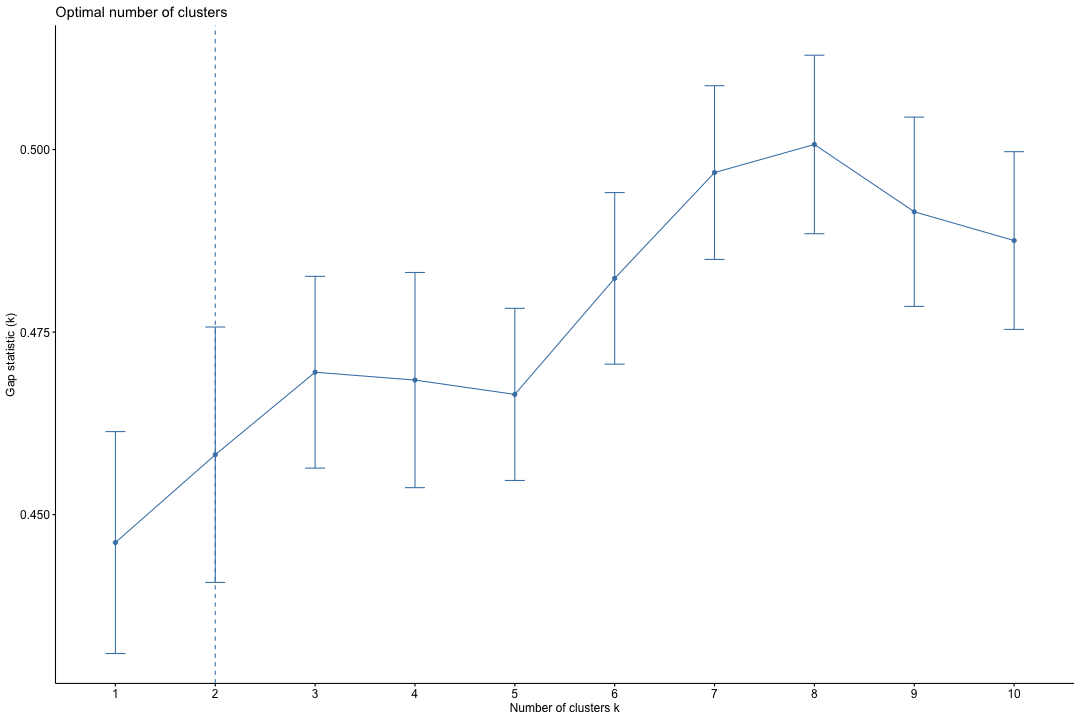 Optimal number of clusters
Gap statistic (k)
0.500
0.475
0.450
1 2 3 4 5 6 7 8 9 10
Number of clusters k